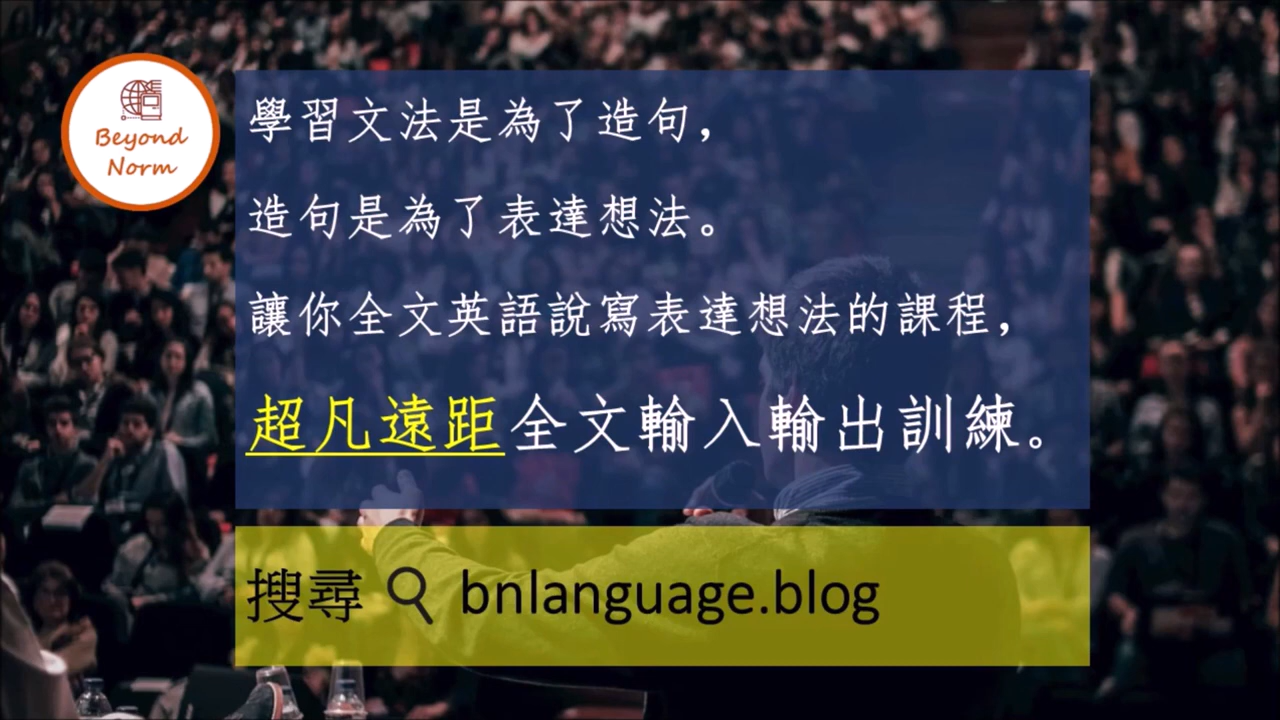 Beyond
Norm
學習文法是為了造句，
造句是為了表達想法。
讓你全文英語說寫表達想法的課程，
超凡遠距全文輸入輸出訓練。
搜尋 bnlanguage.blog